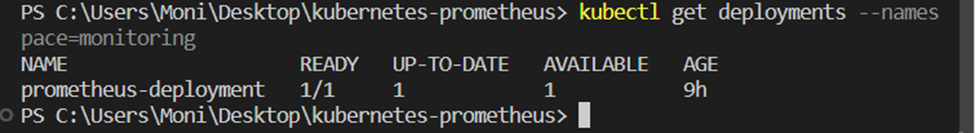 PS C:\Users\Moni\Desktop\kubernetes-prometheus> kubectl get deployments --names
pace=monitoring
NAME                    READY   UP-TO-DATE   AVAILABLE   AGE
prometheus-deployment   1/1     1            1           9h
PS C:\Users\Moni\Desktop\kubernetes-prometheus>